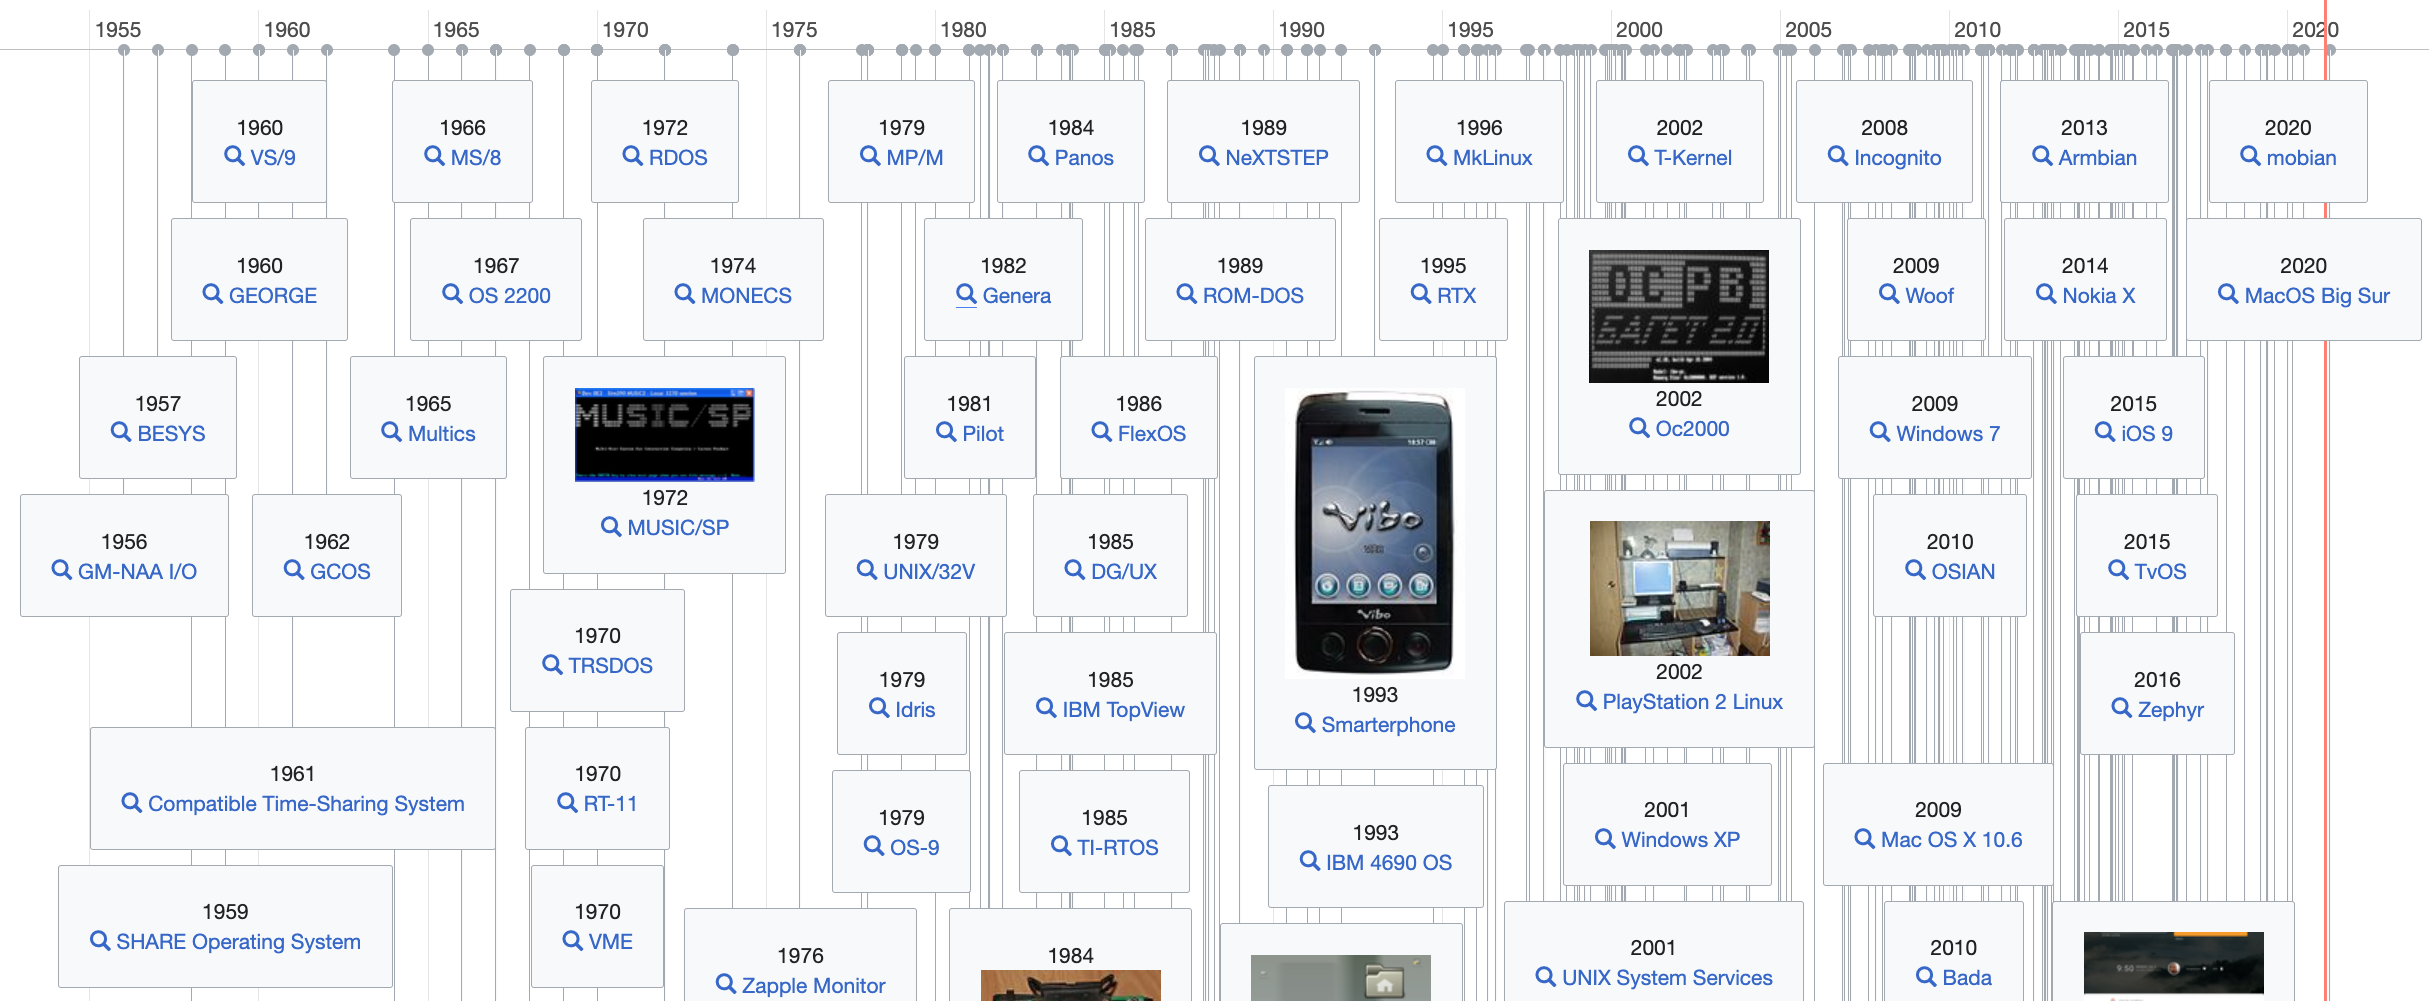 1955 1960 1965 1970 1975 1980 1985 1990 1995 2000 2005 2010 2015 2020
1960
VS/9
1966
MS/8
1972
RDOS
1979
MP/M
1984
Panos
1989
NeXTSTEP
1996
MkLinux
2002
T-Kernel
2008
Incognito
2013
Armbian
2020
mobian
1960
GEORGE
1967
OS 2200
1974
MONECS
1982
Genera
1989
ROM-DOS
1995
RTX
OC PB
БАГЕТ 2.0
2002
Oc2000
2009
Woof
2014
Nokia X
2020
MacOS Big Sur
1957
BESYS
1965
Multics
MUSIC/SP
1972
MUSIC/SP
1981
Pilot
1986
FlexOS
Vibo
Vibo
1993
Smarterphone
2009
Windows 7
2015
iOS 9
1956
GM-NAA I/O
1962
GCOS
1979
UNIX/32V
1985
DG/UX
2002
PlayStation 2 Linux
2010
OSIAN
2015
TvOS
1970
TRSDOS
1979
Idris
1985
IBM TopView
2016
Zephyr
1961
Compatible Time-Sharing System
1970
RT-11
1979
OS-9
1985
TI-RTOS
1993
IBM 4690 OS
2001
Windows XP
2009
Mac OS X 10.6
1959
SHARE Operating System
1970
VME
1976
Zapple Monitor
1984
2001
UNIX System Services
2010
Bada
9:50